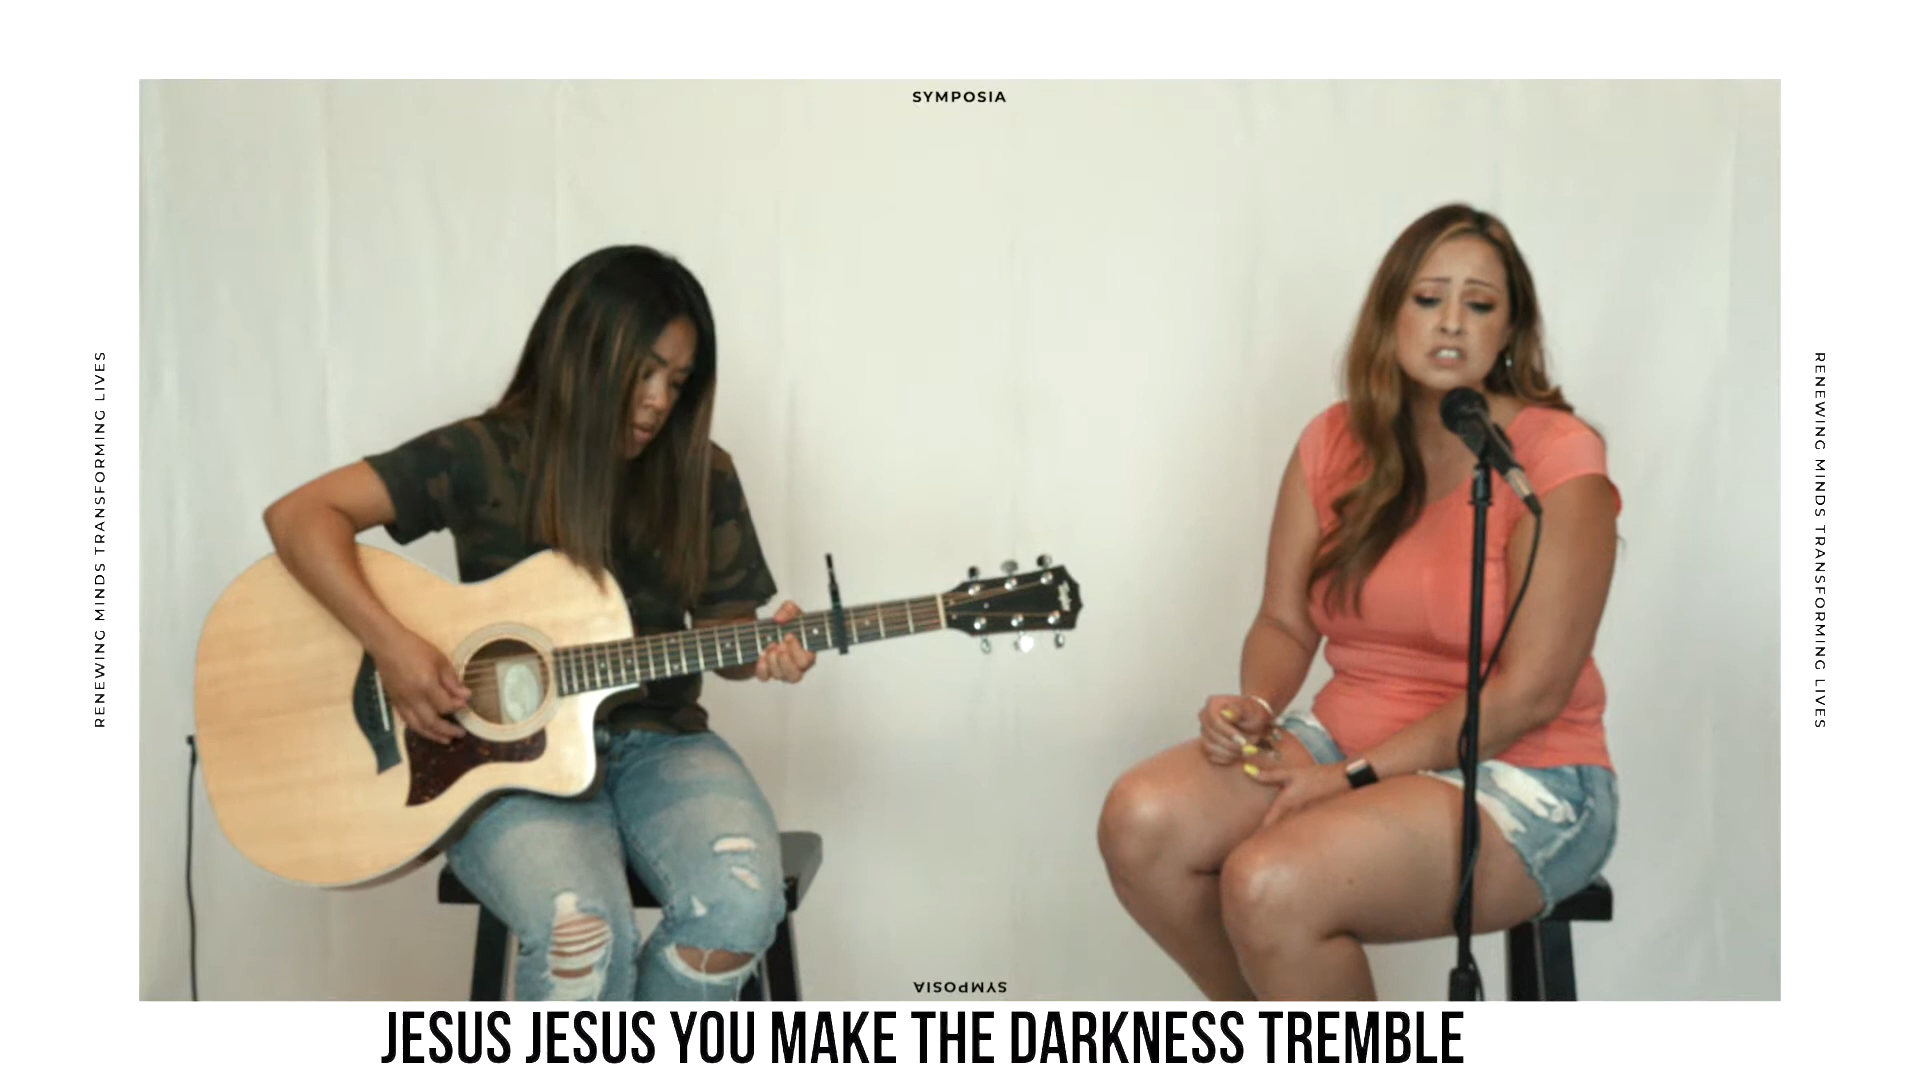 SYMPOSIA
RENEWING MINDS TRANSFORMING LIVES
RENEWING MINDS TRANSFORMING LIVES
SYMPOSIA
JESUS JESUS YOU MAKE THE DARKNESS TREMBLE